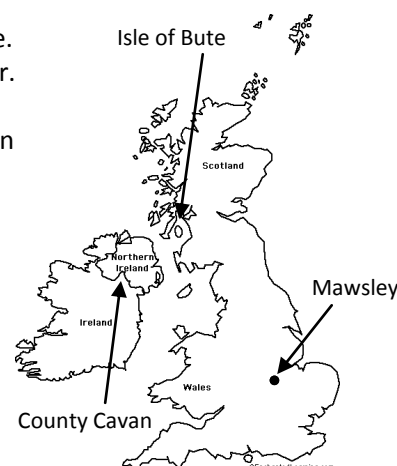 e.
r.
n
Isle of Bute
Scotland
Northern
Ireland
Ireland
Mawsley
Wales
County Cavan